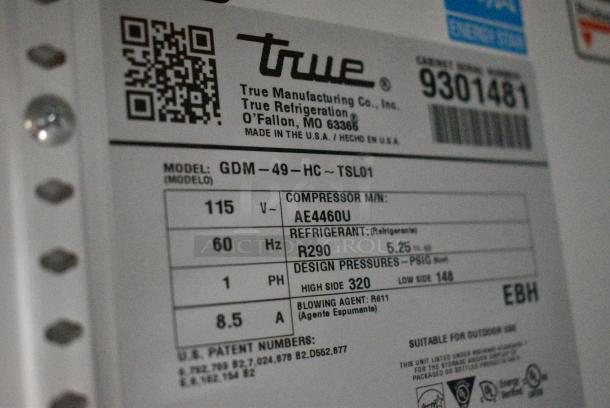 ENERGY STAR
true®
True Manufacturing Co., Inc.
True Refrigeration®
O'Fallon, MO 63366
MADE IN THE U.S.A. / HECHO EN U.S.A.
CABINET SERIAL NUMBER
9301481
MODEL: GDM-49-HC~TSL01
(MODELO)
115 V~
60 Hz
1 PH
8.5 A
COMPRESSOR M/N:
AE4460U
REFRIGERANT: (Refrigerante)
R290 5.25 oz.
DESIGN PRESSURES-PSIG
HIGH SIDE 320 LOW SIDE 148
BLOWING AGENT: R611
(Agente Espumante)
EBH
U.S. PATENT NUMBERS:
SUITABLE FOR OUTDOOR USE
AUCTION GROUP